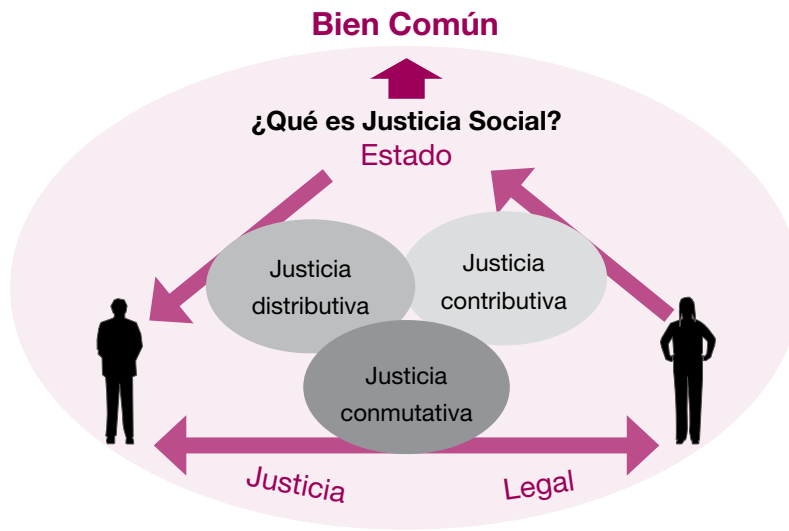 Bien Común
¿Qué es Justicia Social?
Estado
Justicia
distributiva
Justicia
contributiva
Justicia
conmutativa
Justicia
Legal